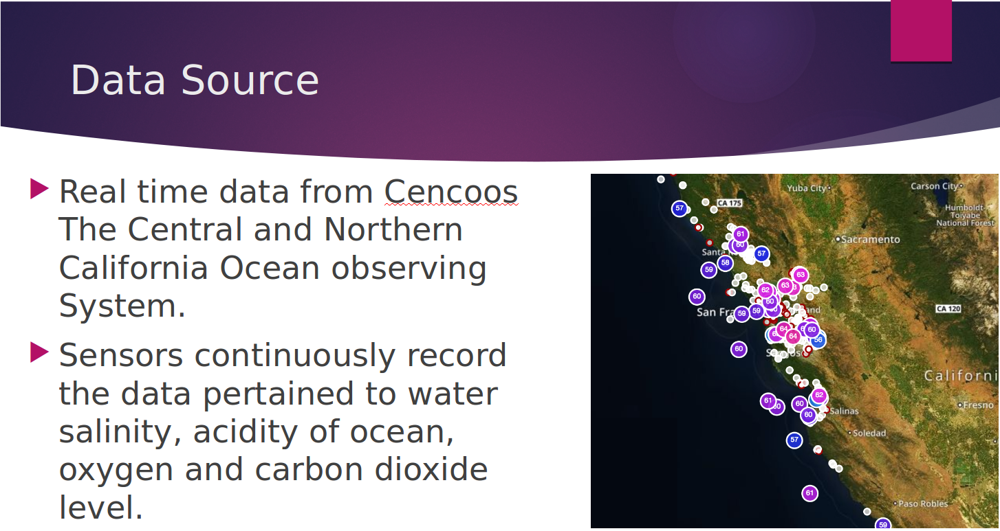 Data Source
Real time data from Cencoos
The Central and Northern
California Ocean observing
System.
Sensors continuously record
the data pertained to water
salinity, acidity of ocean,
oxygen and carbon dioxide
level.
Yuba City
Carson City
CA 175
57
Humboldt-
Toiyabe
National Forest
61
60
Sacramento
Santa
57
58
59
63
63
62
60
60
San Fra
59
59
CA 120
64
60
64
56
60
Californi
62
61
60
60
Fresno
60
Salinas
57
Soledad
61
Paso Robles
59